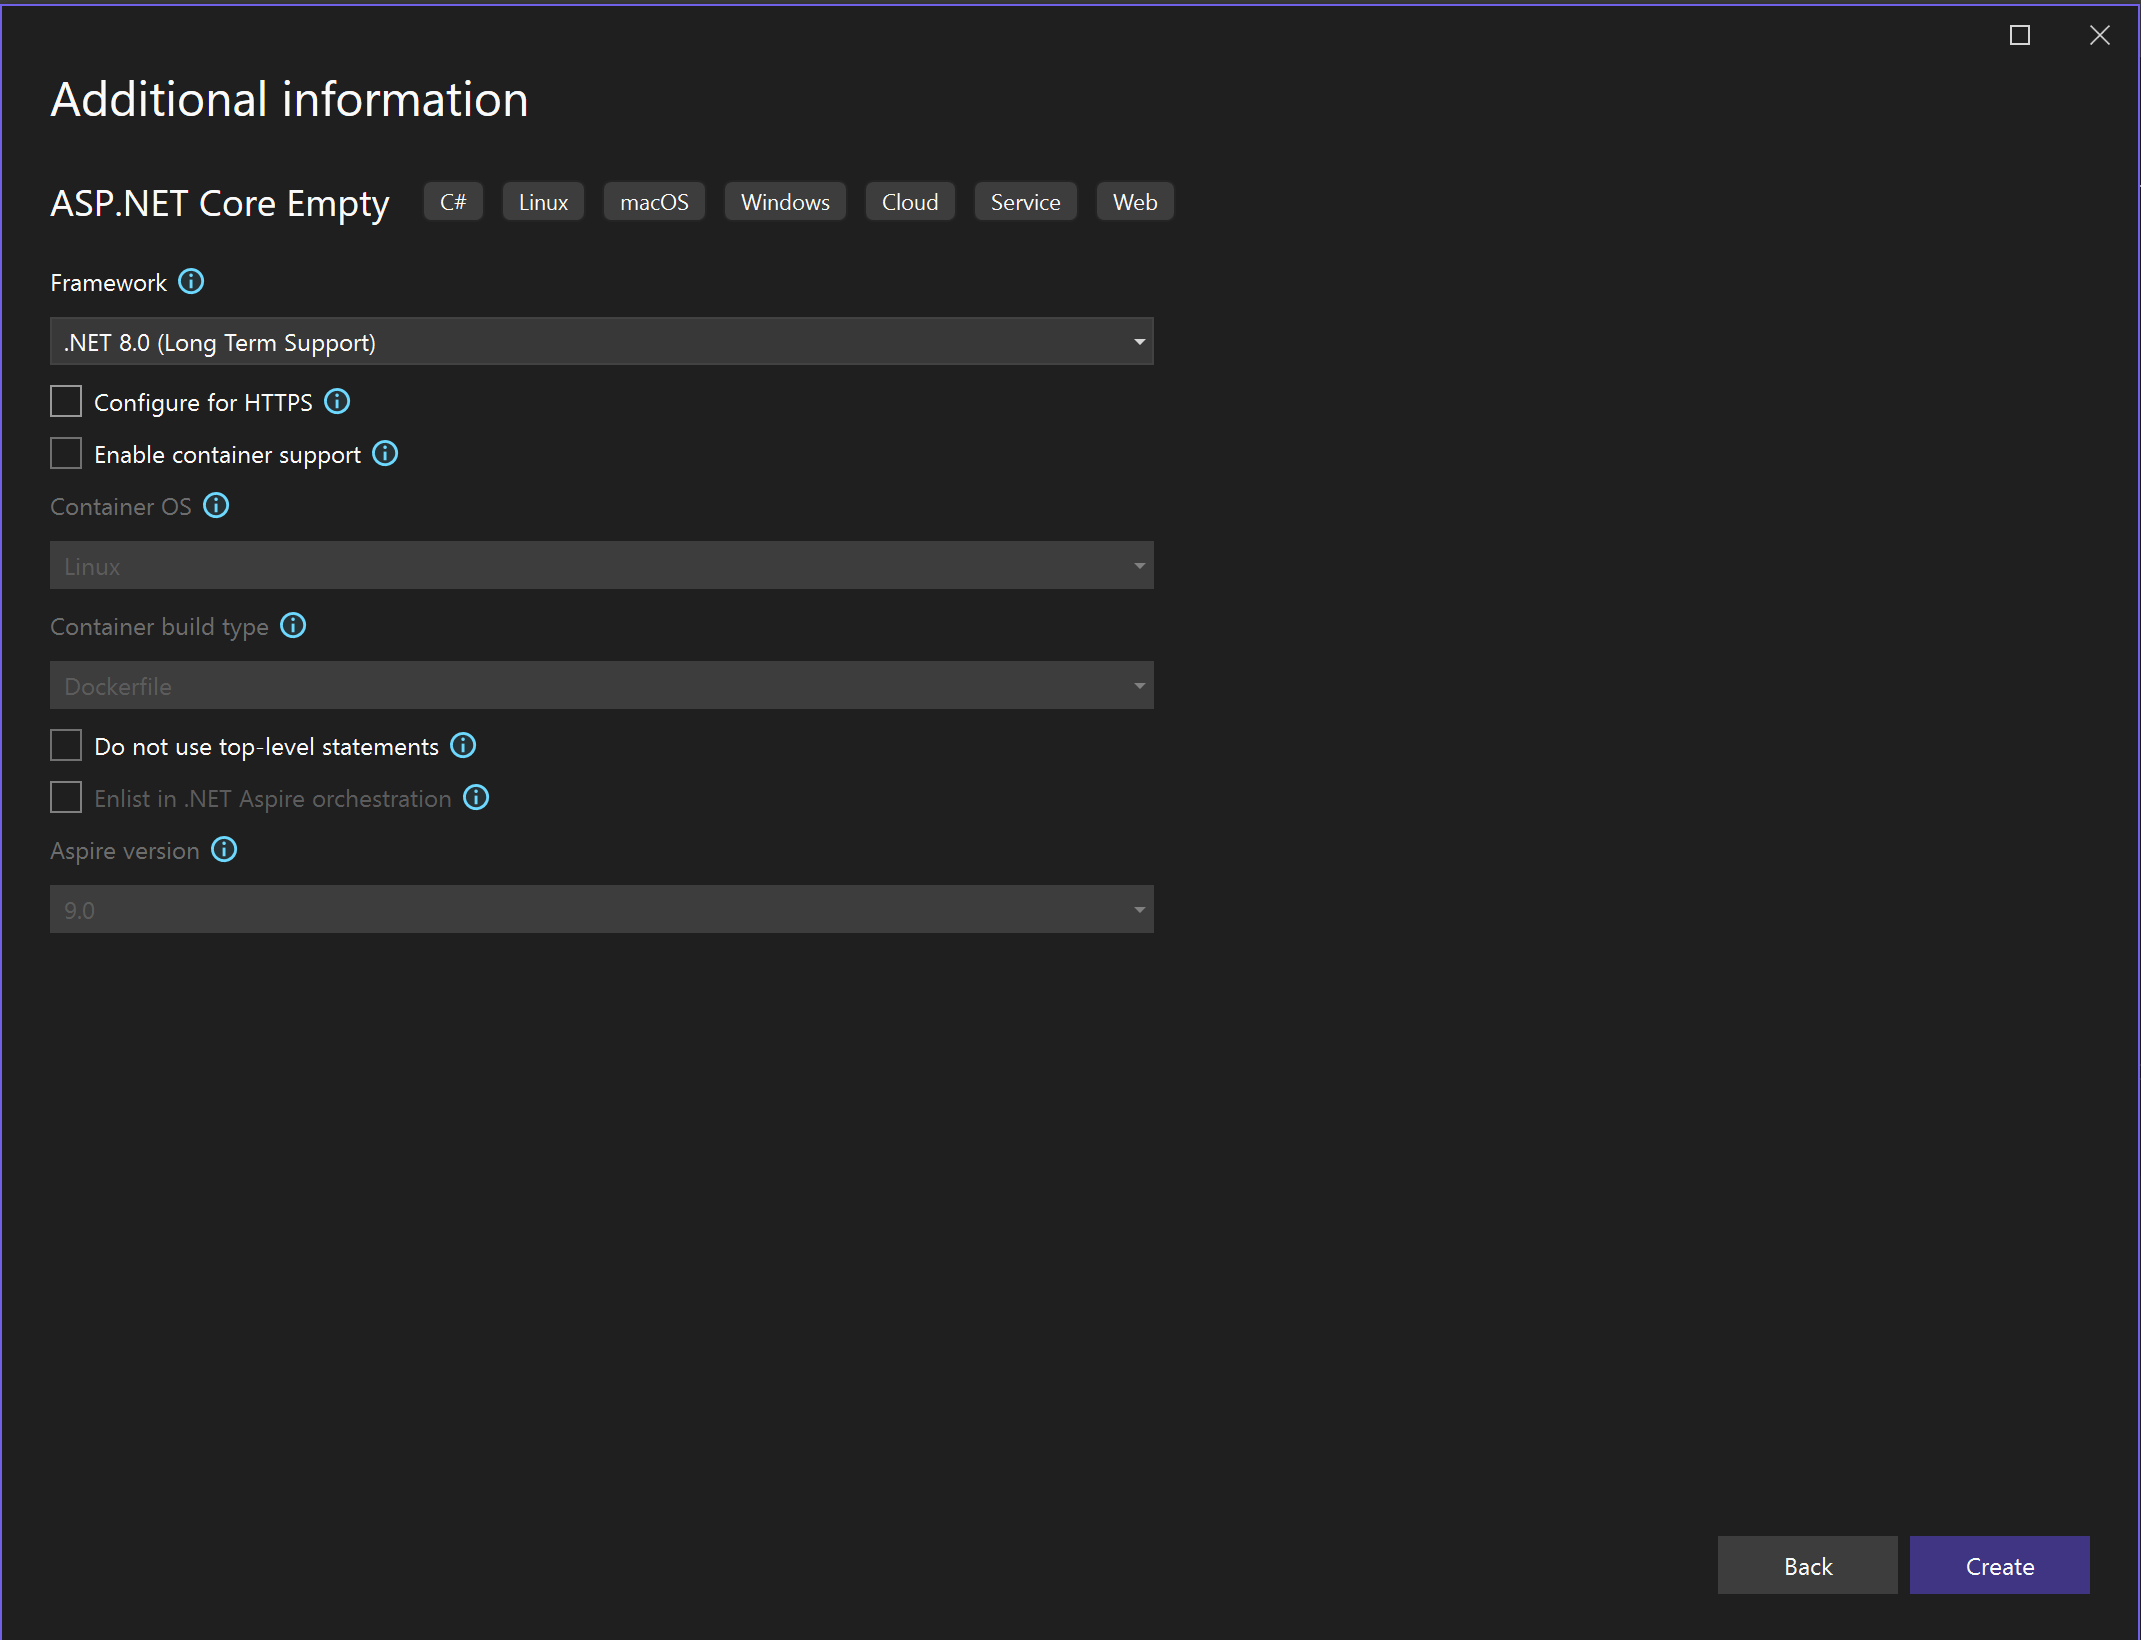 Additional information
ASP.NET Core Empty C# Linux macOS Windows Cloud Service Web
Framework
.NET 8.0 (Long Term Support)
Configure for HTTPS
Enable container support
Container OS
Linux
Container build type
Dockerfile
Do not use top-level statements
Enlist in .NET Aspire orchestration
Aspire version
9.0
Back Create